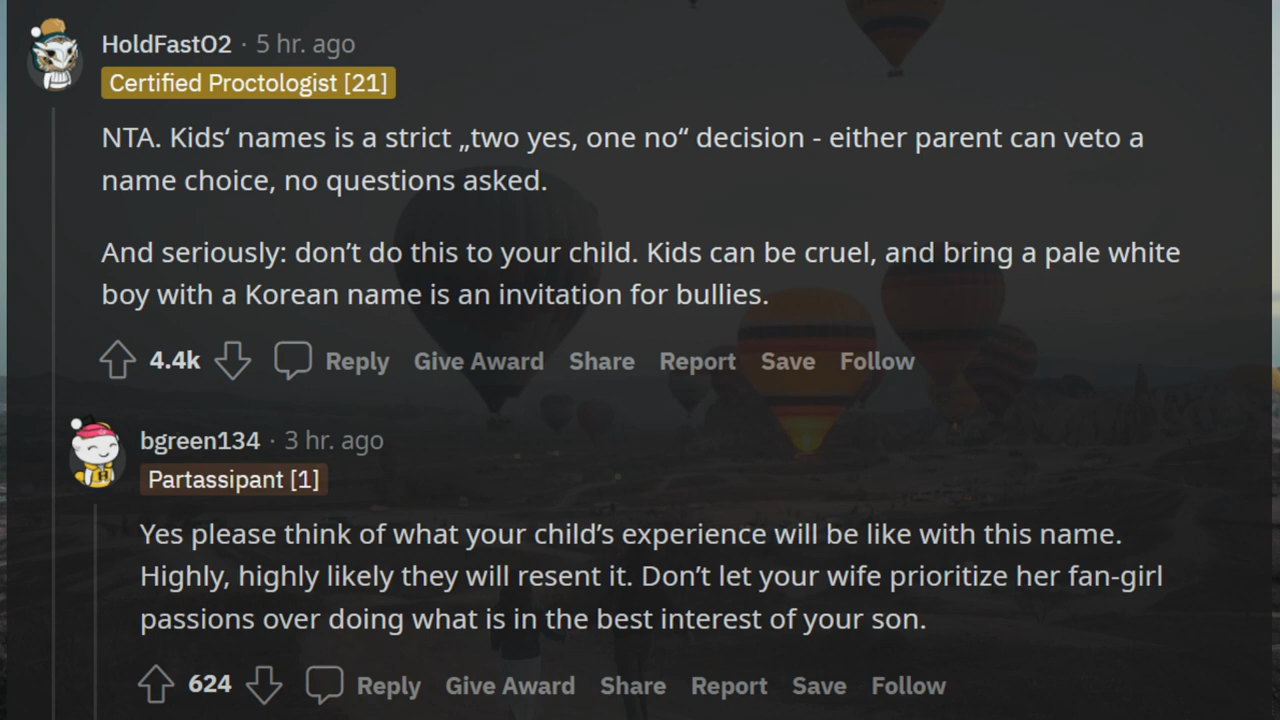 HoldFastO2 · 5 hr. ago
Certified Proctologist [21]
NTA. Kids‘ names is a strict „two yes, one no“ decision - either parent can veto a
name choice, no questions asked.
And seriously: don’t do this to your child. Kids can be cruel, and bring a pale white
boy with a Korean name is an invitation for bullies.
4.4k Reply Give Award Share Report Save Follow
bgreen134 · 3 hr. ago
Partassipant [1]
Yes please think of what your child’s experience will be like with this name.
Highly, highly likely they will resent it. Don’t let your wife prioritize her fan-girl
passions over doing what is in the best interest of your son.
624 Reply Give Award Share Report Save Follow